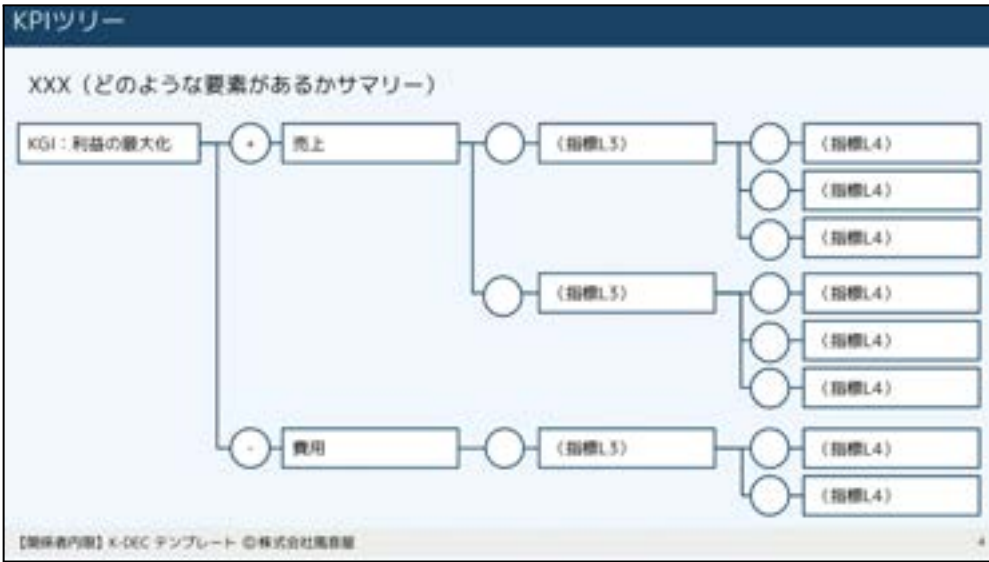 KPIツリー
XXX（どのような要素があるかサマリー）
KGI：利益の最大化
+
売上
（指標L3）
（指標L4）
（指標L4）
（指標L4）
（指標L3）
（指標L4）
（指標L4）
（指標L4）
-
費用
（指標L3）
（指標L4）
（指標L4）
【関係者内限】K-DEC テンプレート ©株式会社風音屋
4